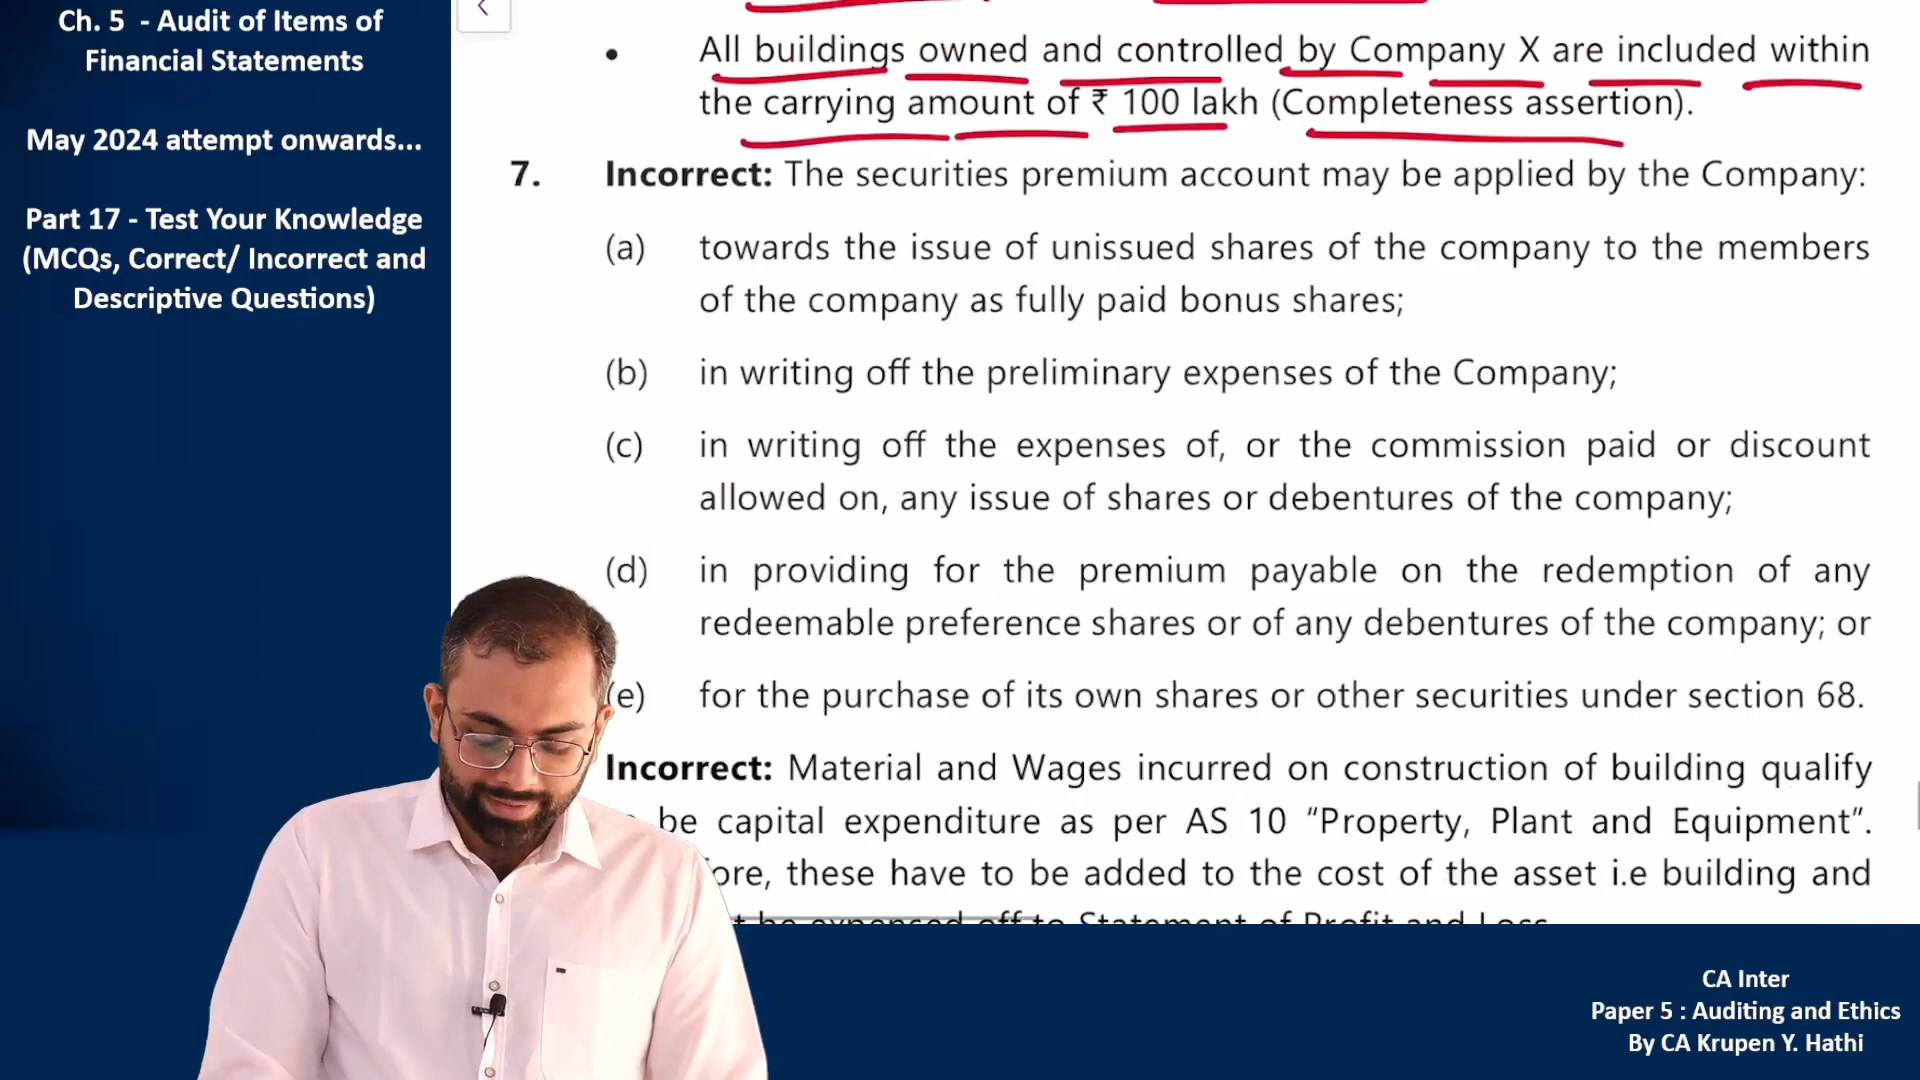 Ch. 5 - Audit of Items of
Financial Statements
May 2024 attempt onwards...
Part 17 - Test Your Knowledge
(MCQs, Correct/ Incorrect and
Descriptive Questions)
• All buildings owned and controlled by Company X are included within
the carrying amount of ₹ 100 lakh (Completeness assertion).
7. Incorrect: The securities premium account may be applied by the Company:
(a) towards the issue of unissued shares of the company to the members
of the company as fully paid bonus shares;
(b) in writing off the preliminary expenses of the Company;
(c) in writing off the expenses of, or the commission paid or discount
allowed on, any issue of shares or debentures of the company;
(d) in providing for the premium payable on the redemption of any
redeemable preference shares or of any debentures of the company; or
(e) for the purchase of its own shares or other securities under section 68.
Incorrect: Material and Wages incurred on construction of building qualify
be capital expenditure as per AS 10 “Property, Plant and Equipment”.
ore, these have to be added to the cost of the asset i.e building and
be expensed off to Statement of Profit and Loss
CA Inter
Paper 5 : Auditing and Ethics
By CA Krupen Y. Hathi